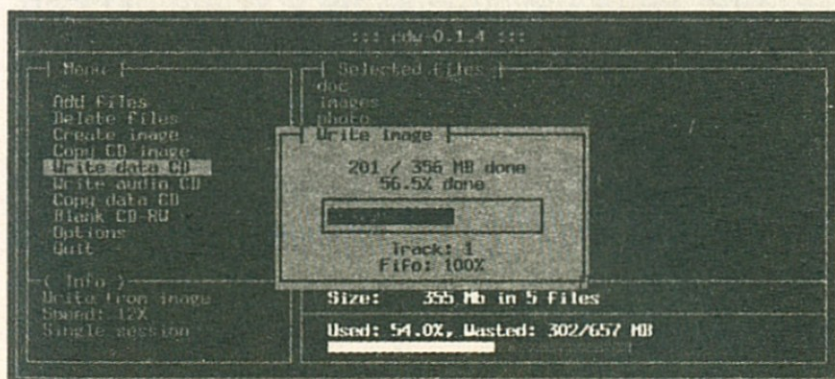 ::: cdw-0.1.4 :::
Menu
Add files
Delete files
Create image
Copy CD image
Write data CD
Write audio CD
Copy data CD
Blank CD-RW
Options
Quit
Selected files
doc
images
photo
Write image
201 / 356 MB done
56.5% done
Track: 1
Fifo: 100%
( Info )
Write from image
Speed: 12X
Single session
Size: 355 Mb in 5 files
Used: 54.0%, Wasted: 302/657 MB